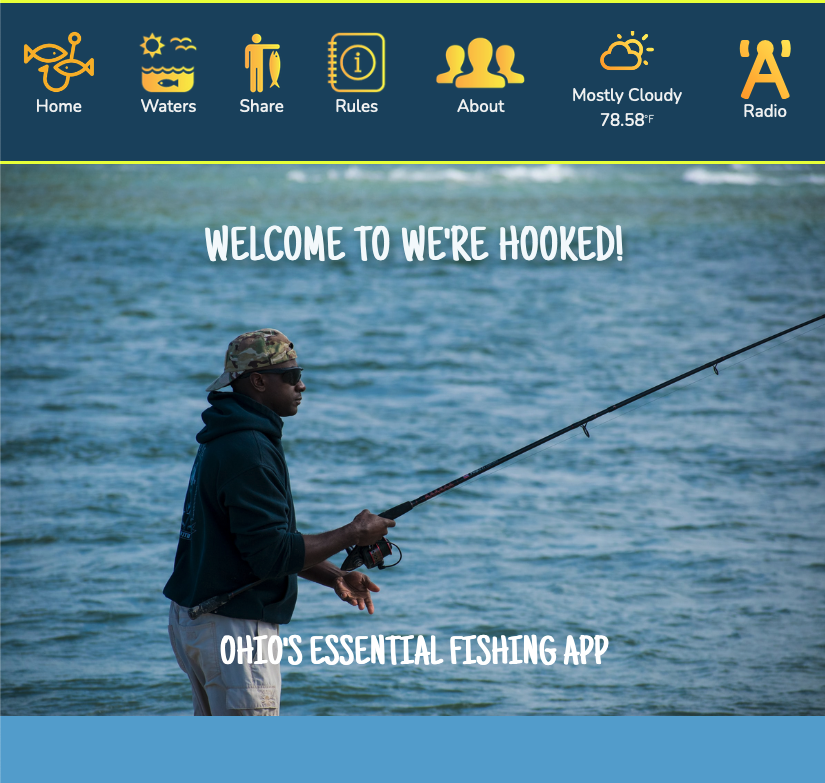 Home
Waters
Share
Rules
i
About
Mostly Cloudy
78.58°F
A
Radio
WELCOME TO WE'RE HOOKED!
OHIO'S ESSENTIAL FISHING APP